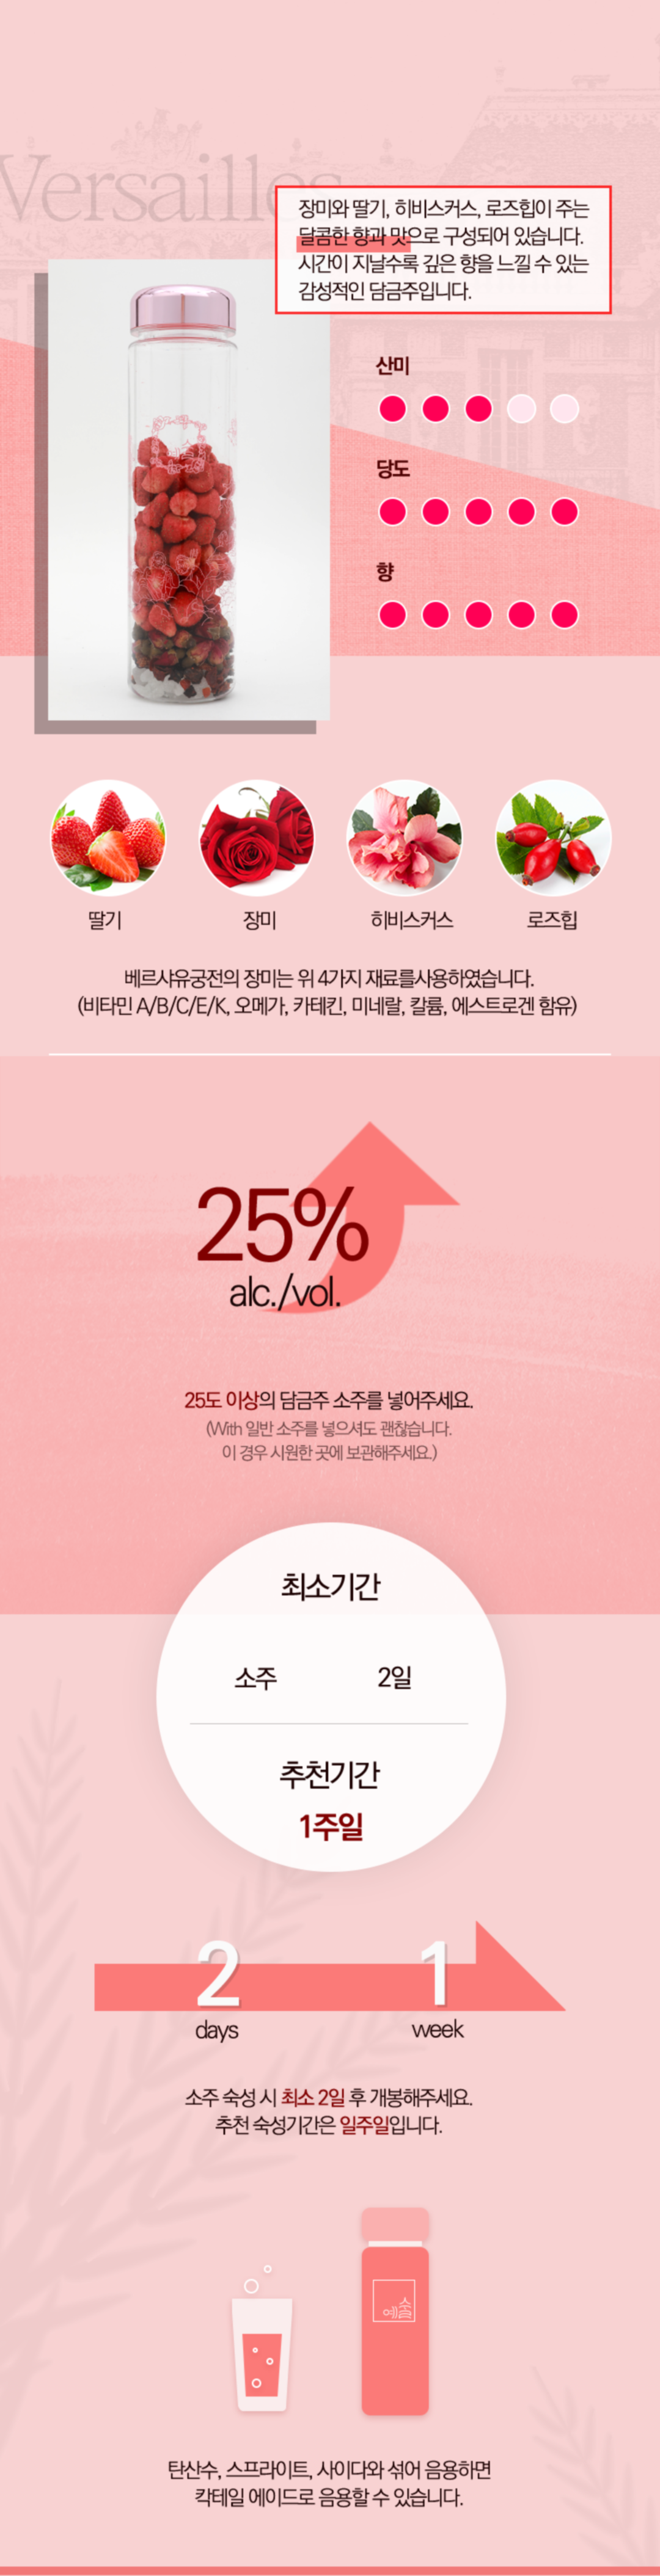 Versailles
장미와 딸기, 히비스커스, 로즈힙이 주는
달콤한 향과 맛으로 구성되어 있습니다.
시간이 지날수록 깊은 향을 느낄 수 있는
감성적인 담금주입니다.
산미
당도
향
딸기
장미
히비스커스
로즈힙
베르샤유궁전의 장미는 위 4가지 재료를사용하였습니다.
(비타민 A/B/C/E/K, 오메가, 카테킨, 미네랄, 칼륨, 에스트로겐 함유)
25%
alc./vol.
25도 이상의 담금주 소주를 넣어주세요.
(With 일반 소주를 넣으셔도 괜찮습니다.
이 경우 시원한 곳에 보관해주세요.)
최소기간
소주 2일
추천기간
1주일
2 1
days week
소주 숙성 시 최소 2일 후 개봉해주세요.
추천 숙성기간은 일주일입니다.
예술
탄산수, 스프라이트, 사이다와 섞어 음용하면
칵테일 에이드로 음용할 수 있습니다.